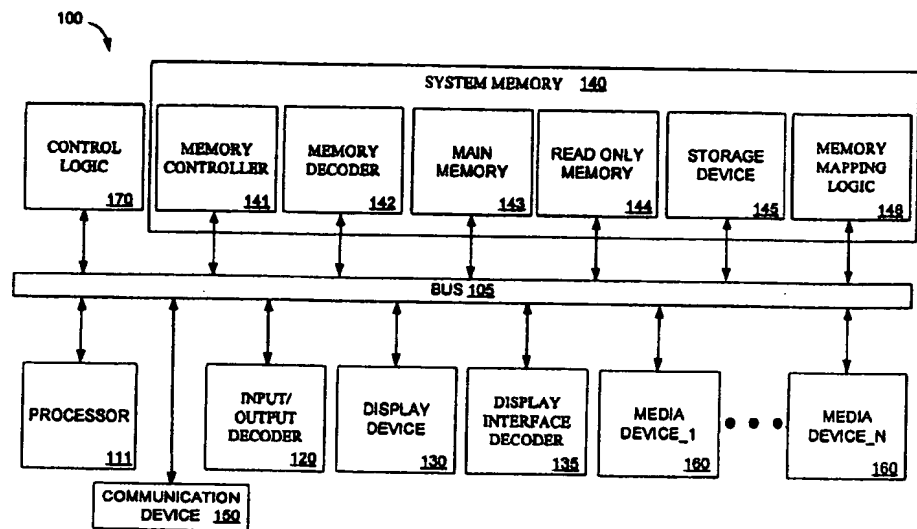 100
SYSTEM MEMORY 140
CONTROL
LOGIC
170
MEMORY
CONTROLLER
141
MEMORY
DECODER
142
MAIN
MEMORY
143
READ ONLY
MEMORY
144
STORAGE
DEVICE
145
MEMORY
MAPPING
LOGIC
148
BUS 105
PROCESSOR
111
INPUT/
OUTPUT
DECODER
120
DISPLAY
DEVICE
130
DISPLAY
INTERFACE
DECODER
135
MEDIA
DEVICE_1
160
MEDIA
DEVICE_N
160
COMMUNICATION
DEVICE 150